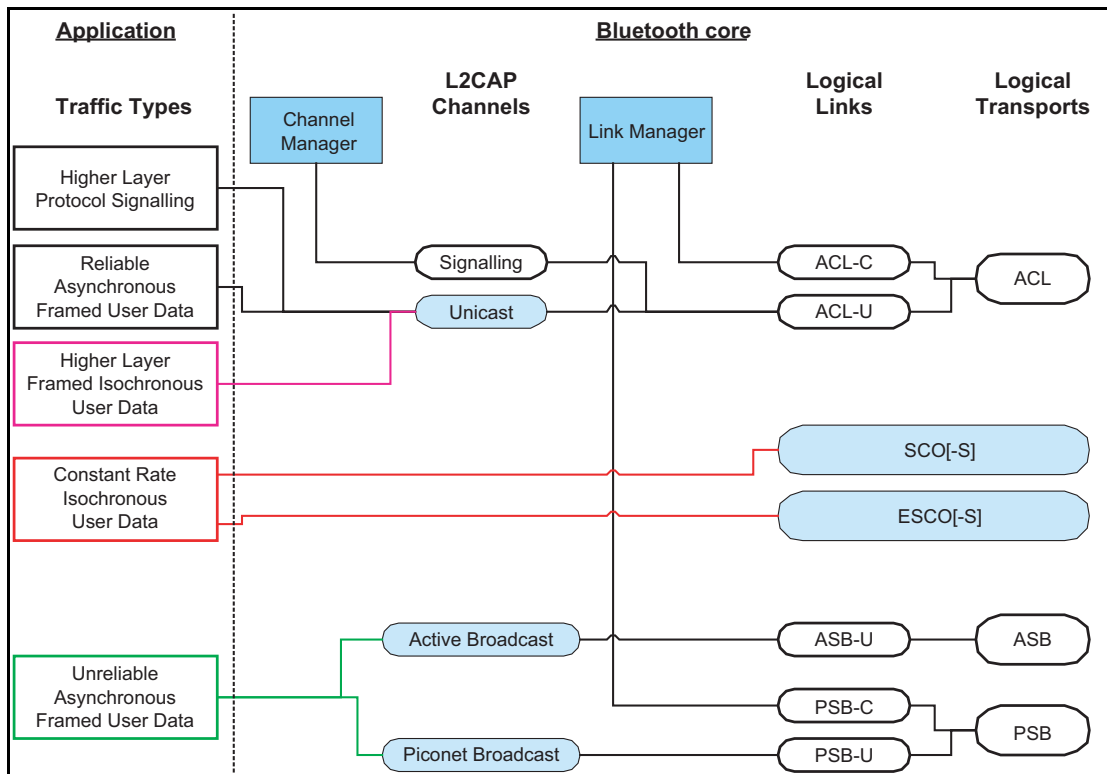 Application
Bluetooth core
Traffic Types
L2CAP
Channels
Logical
Links
Logical
Transports
Channel
Manager
Link Manager
Higher Layer
Protocol Signalling
Reliable
Asynchronous
Framed User Data
Signalling
ACL-C
ACL
Unicast
ACL-U
Higher Layer
Framed Isochronous
User Data
Constant Rate
Isochronous
User Data
SCO[-S]
ESCO[-S]
Unreliable
Asynchronous
Framed User Data
Active Broadcast
ASB-U
ASB
PSB-C
PSB
Piconet Broadcast
PSB-U